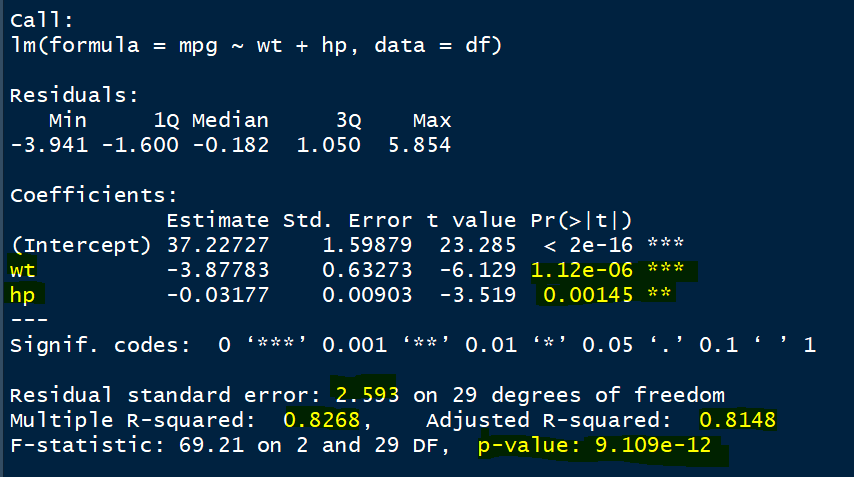 Call:
lm(formula = mpg ~ wt + hp, data = df)
Residuals:
Min 1Q Median 3Q Max
-3.941 -1.600 -0.182 1.050 5.854
Coefficients:
Estimate Std. Error t value Pr(>|t|)
(Intercept) 37.22727 1.59879 23.285 < 2e-16 ***
wt -3.87783 0.63273 -6.129 1.12e-06 ***
hp -0.03177 0.00903 -3.519 0.00145 **
---
Signif. codes: 0 ‘***’ 0.001 ‘**’ 0.01 ‘*’ 0.05 ‘.’ 0.1 ‘ ’ 1
Residual standard error: 2.593 on 29 degrees of freedom
Multiple R-squared: 0.8268, Adjusted R-squared: 0.8148
F-statistic: 69.21 on 2 and 29 DF, p-value: 9.109e-12